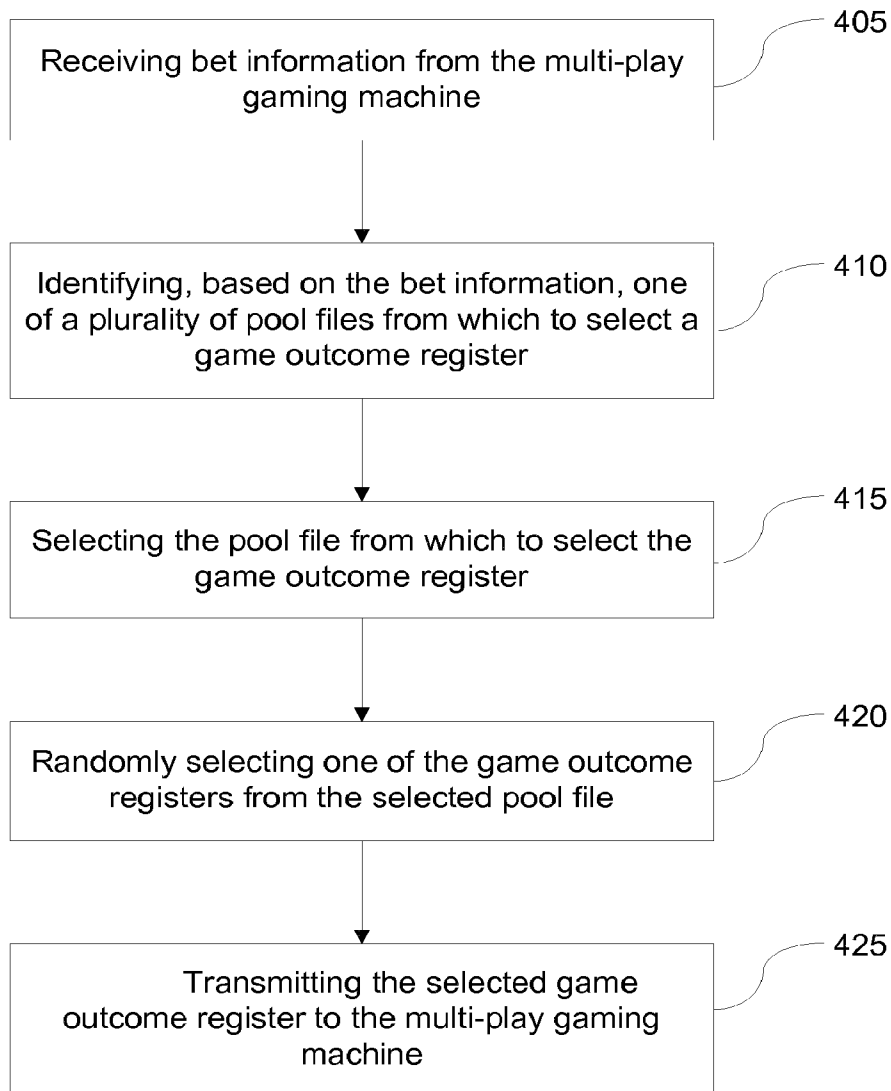 405
Receiving bet information from the multi-play
gaming machine
410
Identifying, based on the bet information, one
of a plurality of pool files from which to select a
game outcome register
415
Selecting the pool file from which to select the
game outcome register
420
Randomly selecting one of the game outcome
registers from the selected pool file
425
Transmitting the selected game
outcome register to the multi-play gaming
machine